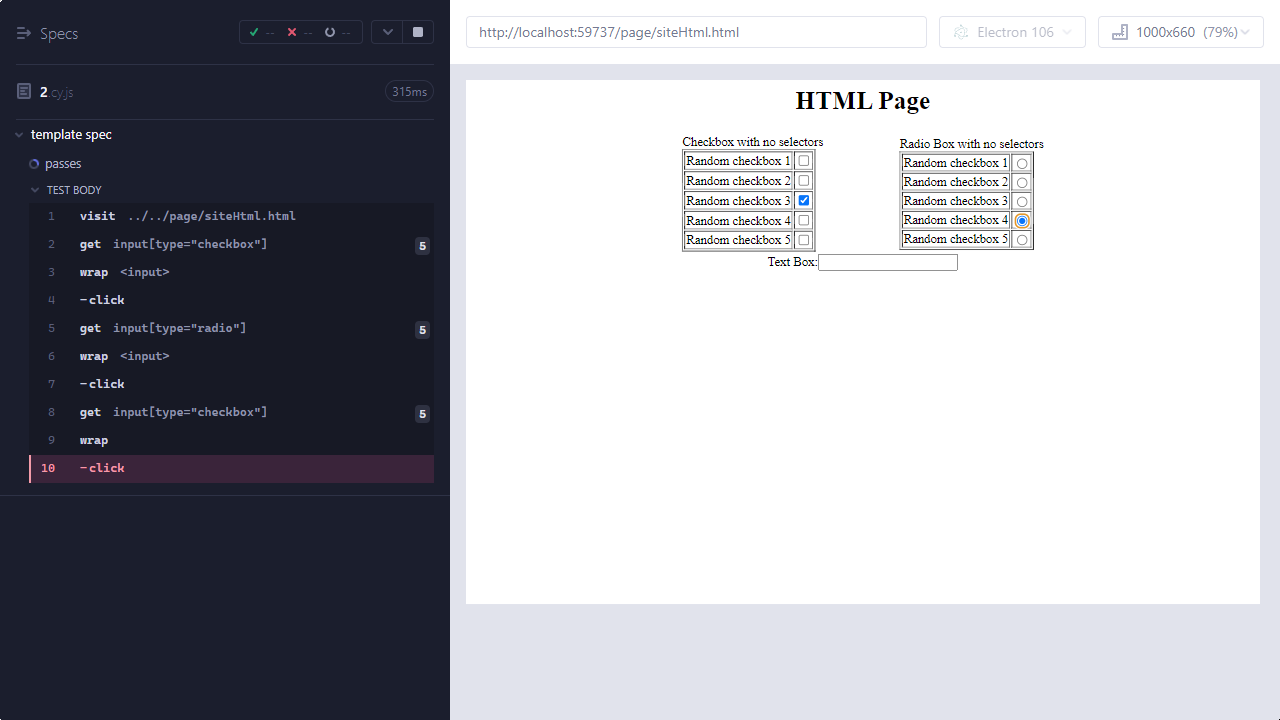 Specs
-- -- --
2.cy.js
315ms
template spec
passes
TEST BODY
1 visit ../../page/siteHtml.html
2 get input[type="checkbox"] 5
3 wrap <input>
4 -click
5 get input[type="radio"] 5
6 wrap <input>
7 -click
8 get input[type="checkbox"] 5
9 wrap
10 -click
http://localhost:59737/page/siteHtml.html
Electron 106
1000x660 (79%)
HTML Page
Checkbox with no selectors
Random checkbox 1
Random checkbox 2
Random checkbox 3
Random checkbox 4
Random checkbox 5
Radio Box with no selectors
Random checkbox 1
Random checkbox 2
Random checkbox 3
Random checkbox 4
Random checkbox 5
Text Box: